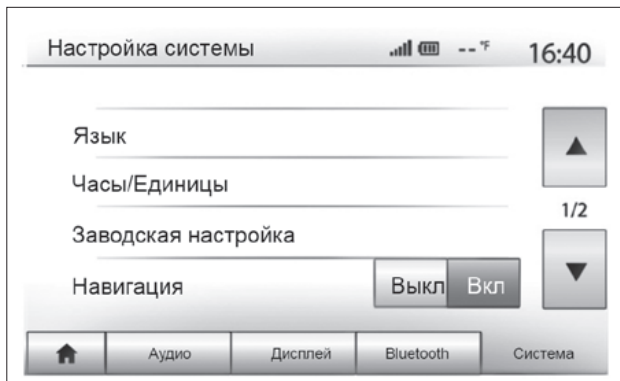 Настройка системы -- °F 16:40
Язык
Часы/Единицы
1/2
Заводская настройка
Навигация Выкл Вкл
Аудио Дисплей Bluetooth Система